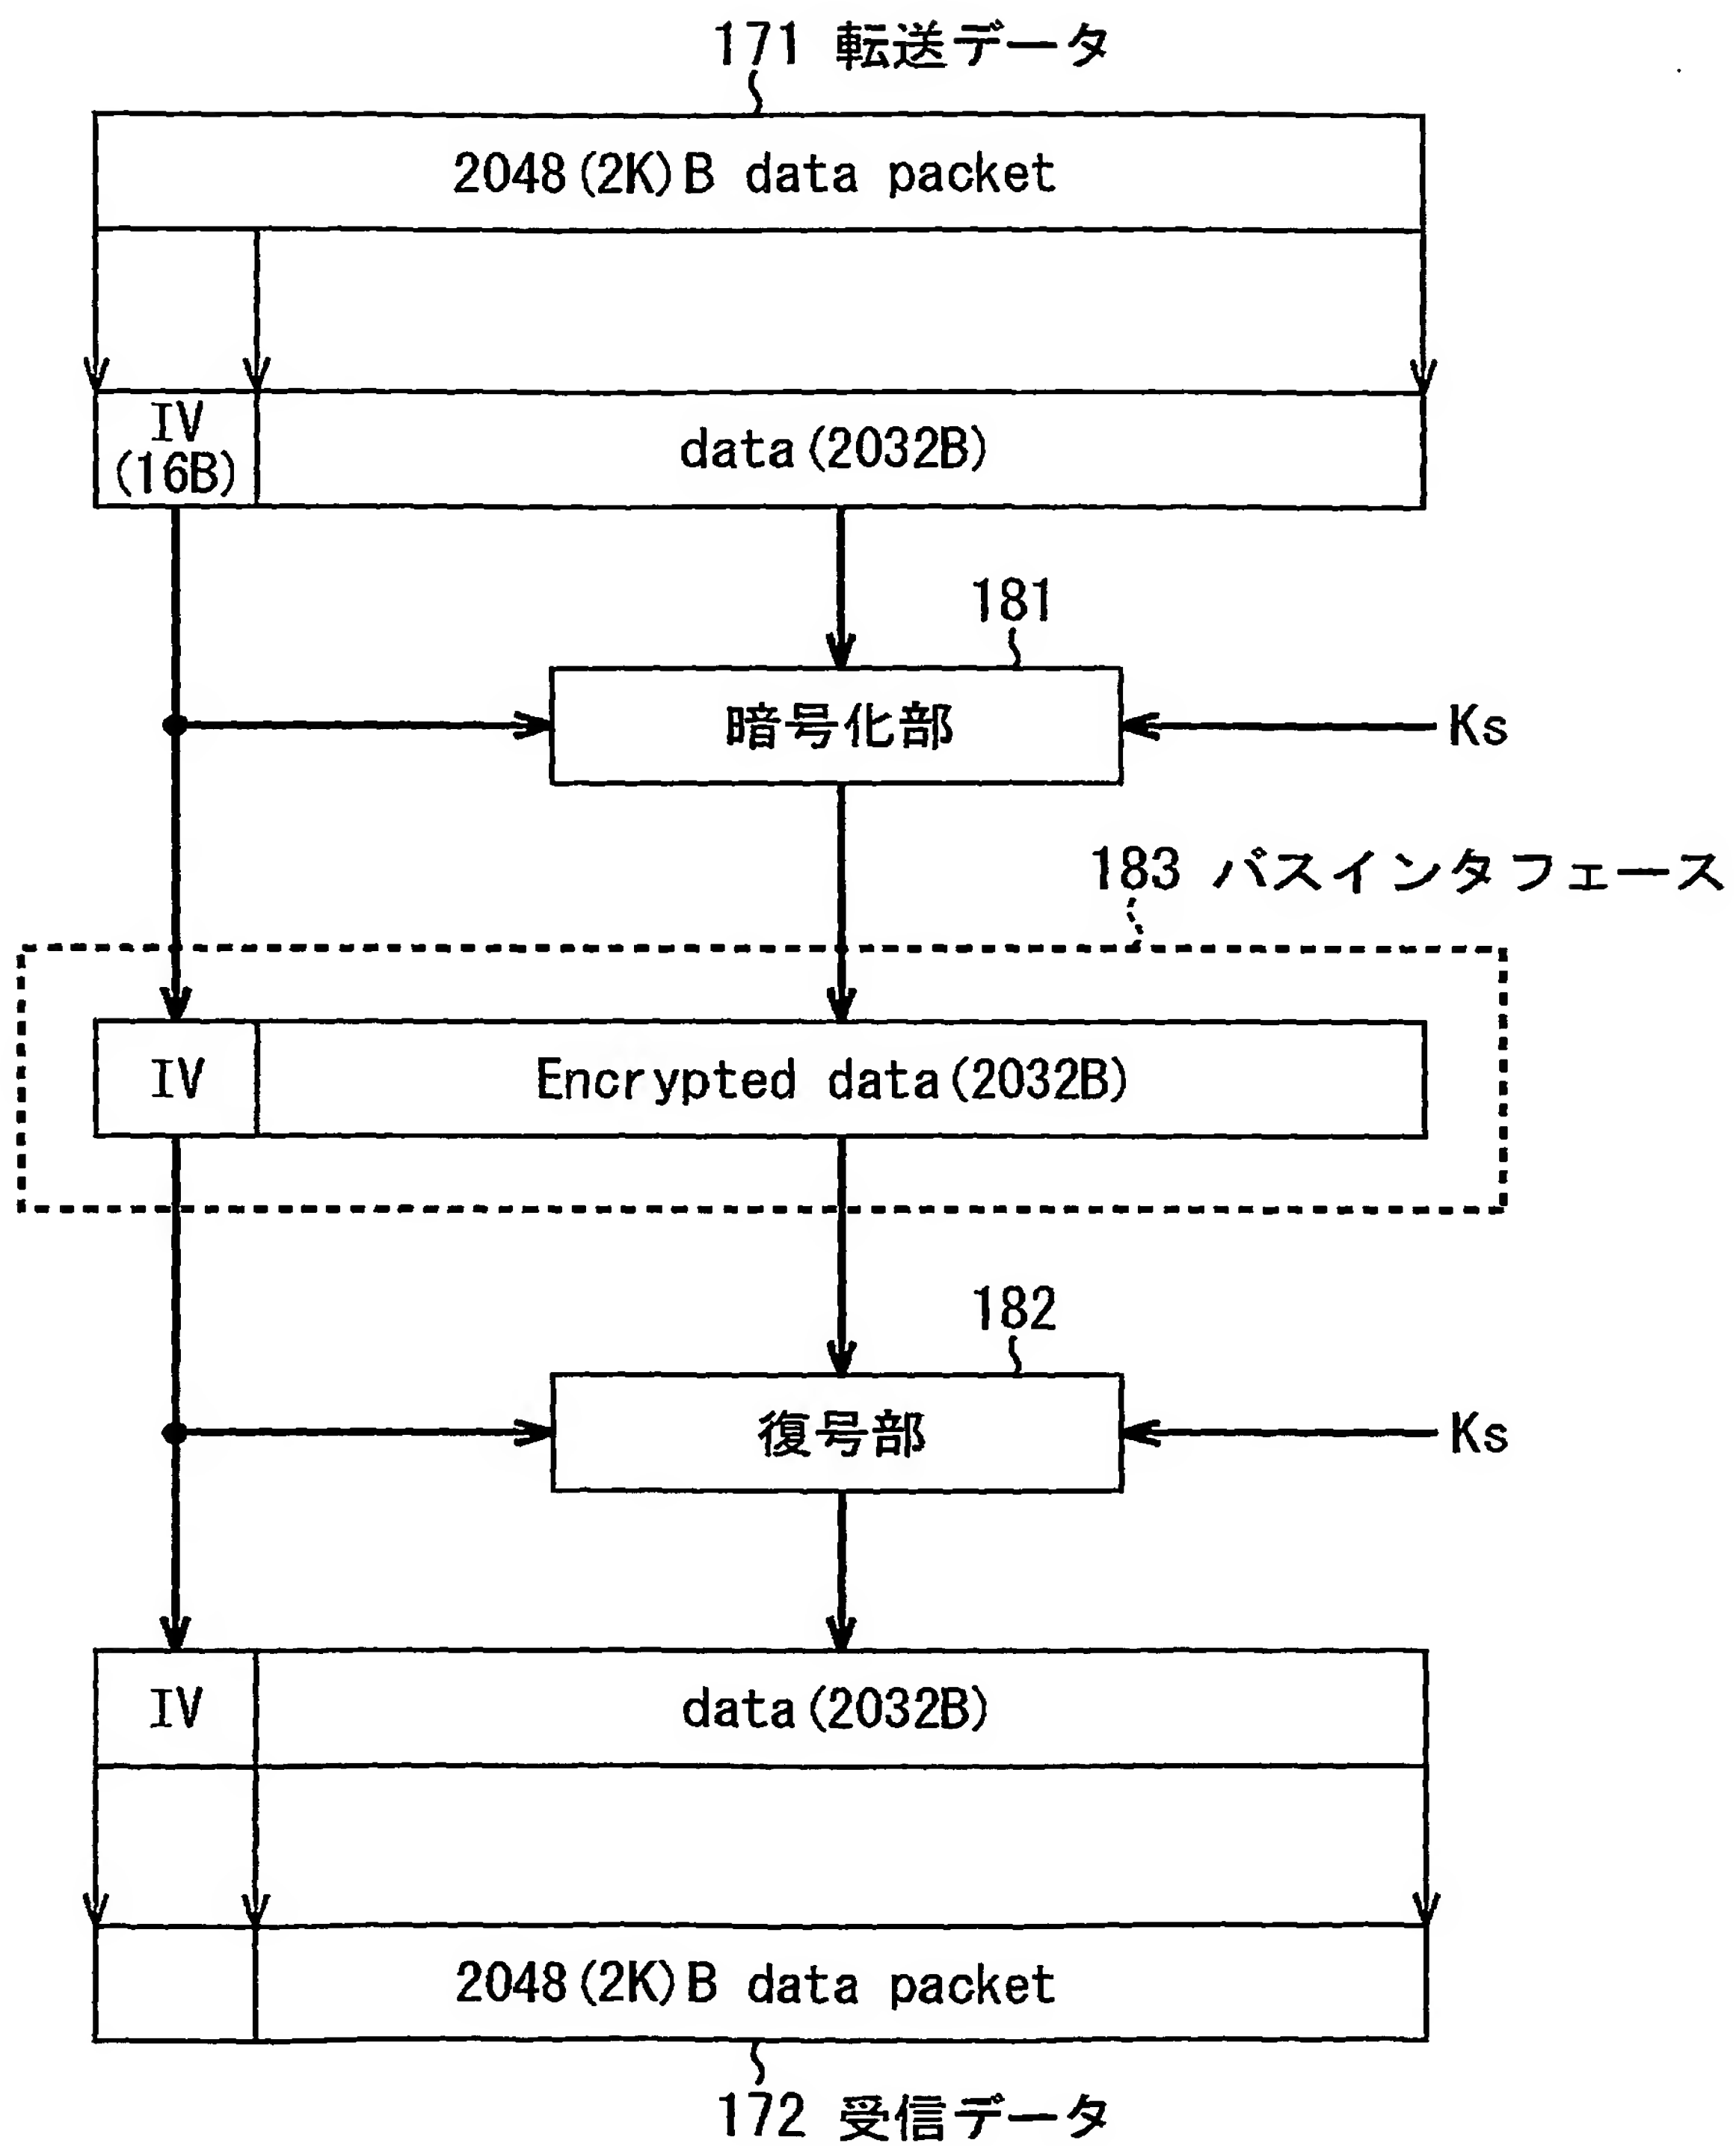 171 転送データ
2048(2K)B data packet
IV
(16B)
data(2032B)
181
暗号化部
Ks
183 バスインタフェース
IV
Encrypted data(2032B)
182
復号部
Ks
IV
data(2032B)
2048(2K)B data packet
172 受信データ